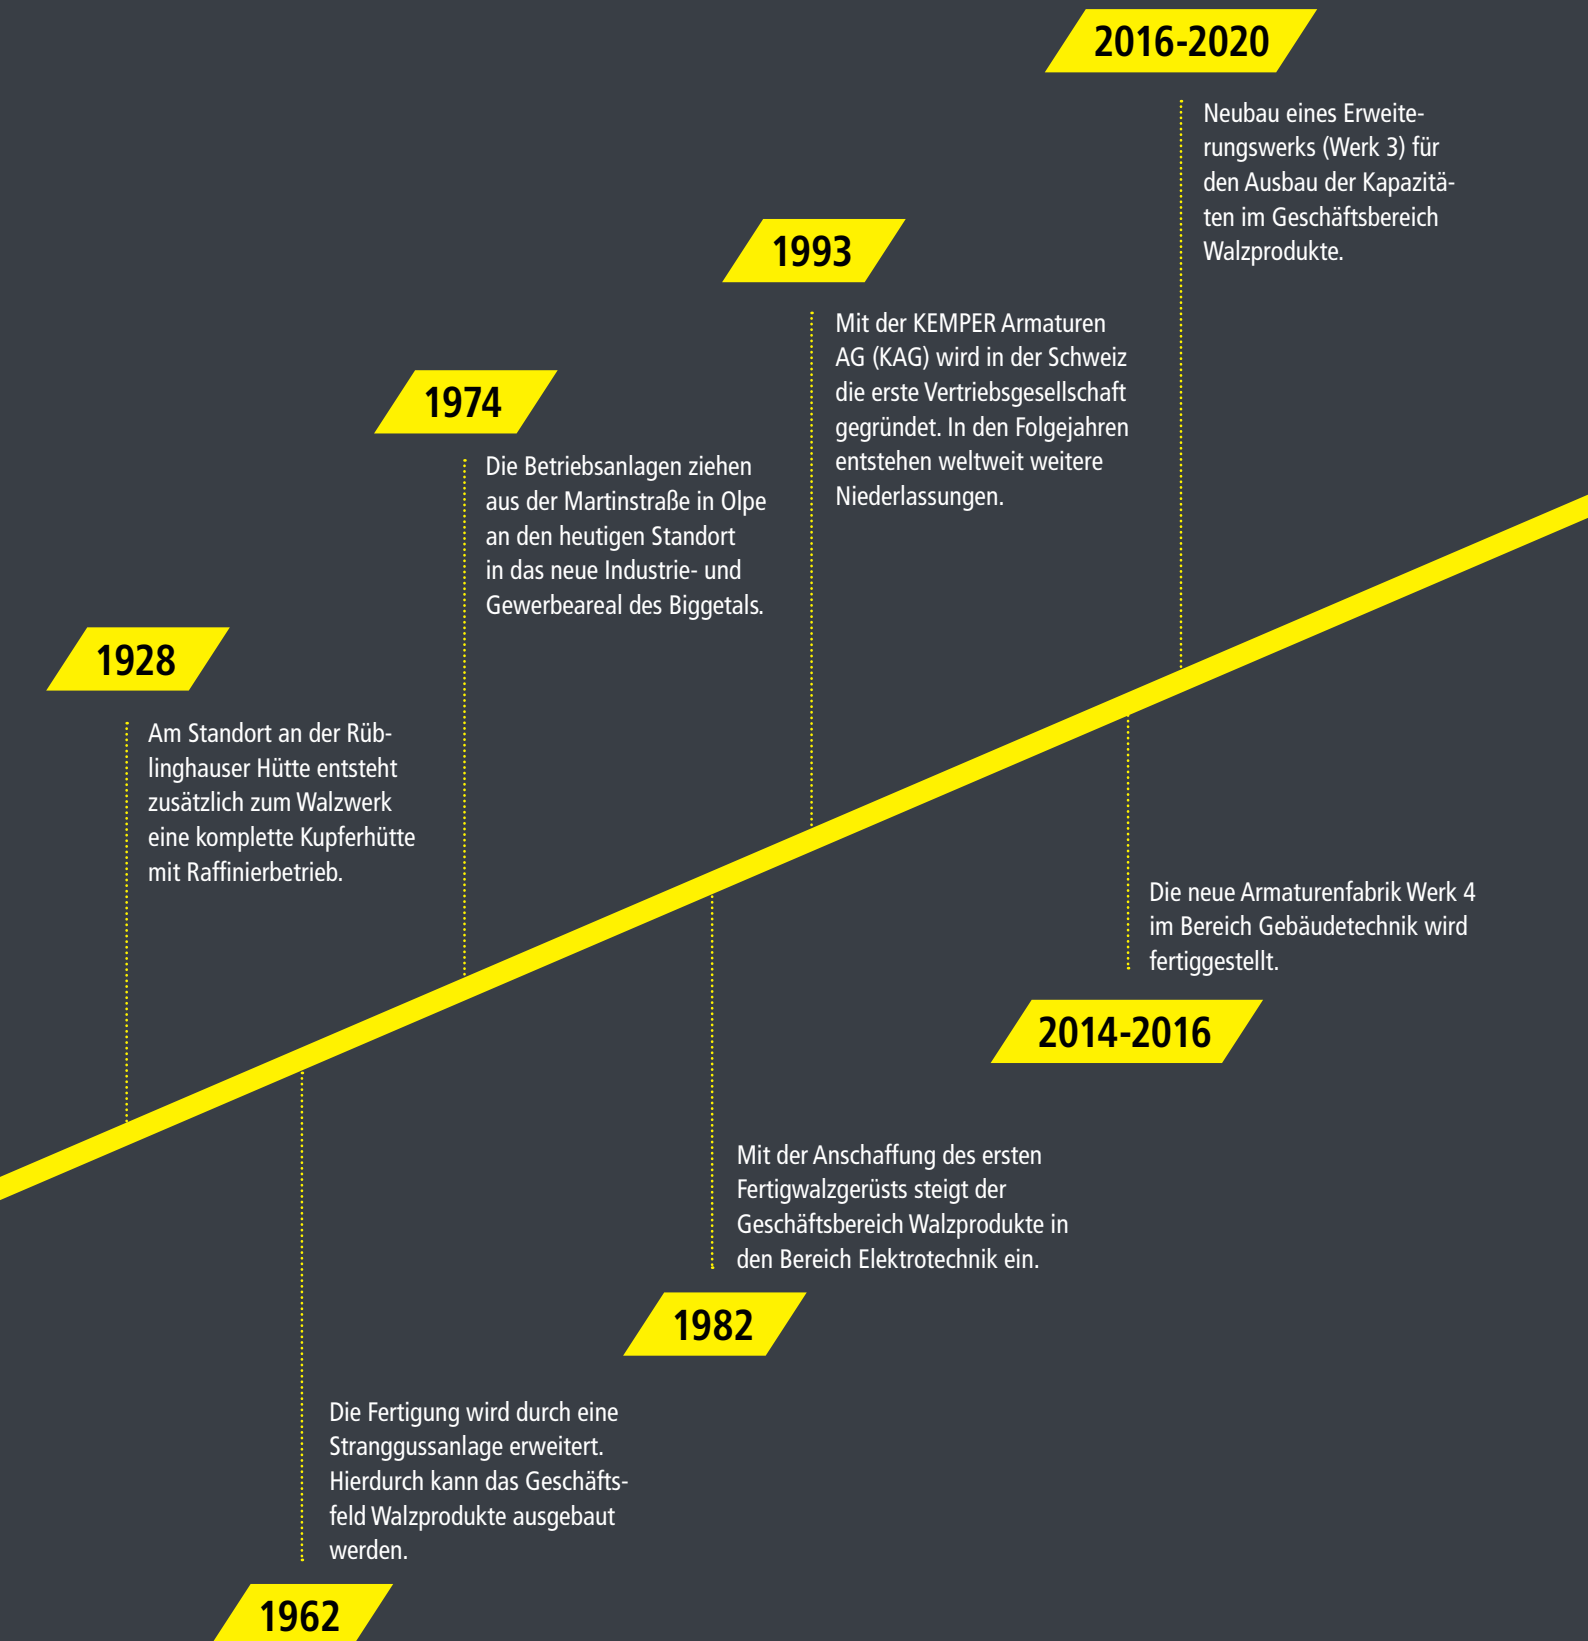 2016-2020
Neubau eines Erweite-
rungswerks (Werk 3) für
den Ausbau der Kapazitä-
ten im Geschäftsbereich
Walzprodukte.
1993
Mit der KEMPER Armaturen
AG (KAG) wird in der Schweiz
die erste Vertriebsgesellschaft
gegründet. In den Folgejahren
entstehen weltweit weitere
Niederlassungen.
1974
Die Betriebsanlagen ziehen
aus der Martinstraße in Olpe
an den heutigen Standort
in das neue Industrie- und
Gewerbeareal des Biggetals.
1928
Am Standort an der Rüb-
linghauser Hütte entsteht
zusätzlich zum Walzwerk
eine komplette Kupferhütte
mit Raffinierbetrieb.
Die neue Armaturenfabrik Werk 4
im Bereich Gebäudetechnik wird
fertiggestellt.
2014-2016
Mit der Anschaffung des ersten
Fertigwalzgerüsts steigt der
Geschäftsbereich Walzprodukte in
den Bereich Elektrotechnik ein.
1982
Die Fertigung wird durch eine
Stranggussanlage erweitert.
Hierdurch kann das Geschäfts-
feld Walzprodukte ausgebaut
werden.
1962